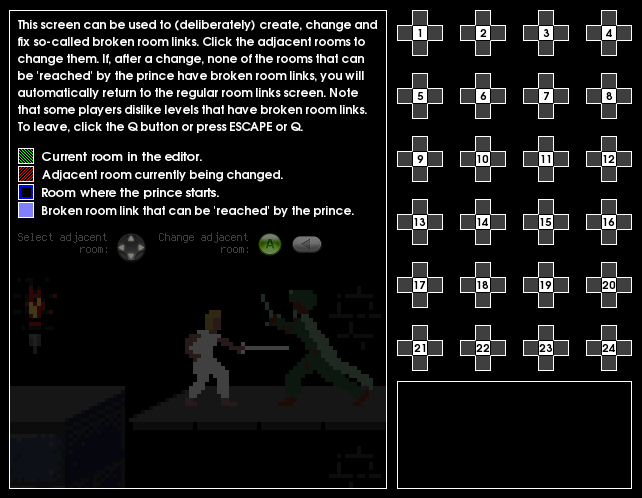 This screen can be used to (deliberately) create, change and
fix so-called broken room links. Click the adjacent rooms to
change them. If, after a change, none of the rooms that can
be 'reached' by the prince have broken room links, you will
automatically return to the regular room links screen. Note
that some players dislike levels that have broken room links.
To leave, click the Q button or press ESCAPE or Q.
Current room in the editor.
Adjacent room currently being changed.
Room where the prince starts.
Broken room link that can be 'reached' by the prince.
Select adjacent room:
Change adjacent room:
A
1 2 3 4
5 6 7 8
9 10 11 12
13 14 15 16
17 18 19 20
21 22 23 24